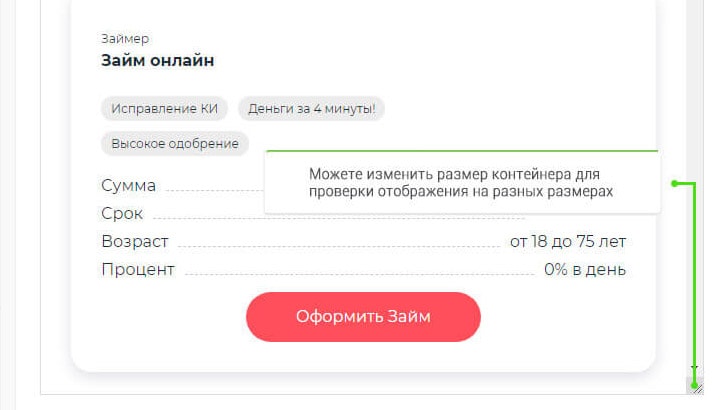 Займер
Займ онлайн
Исправление КИ
Деньги за 4 минуты!
Высокое одобрение
Можете изменить размер контейнера для
проверки отображения на разных размерах
Сумма
Срок
Возраст от 18 до 75 лет
Процент 0% в день
Оформить Займ